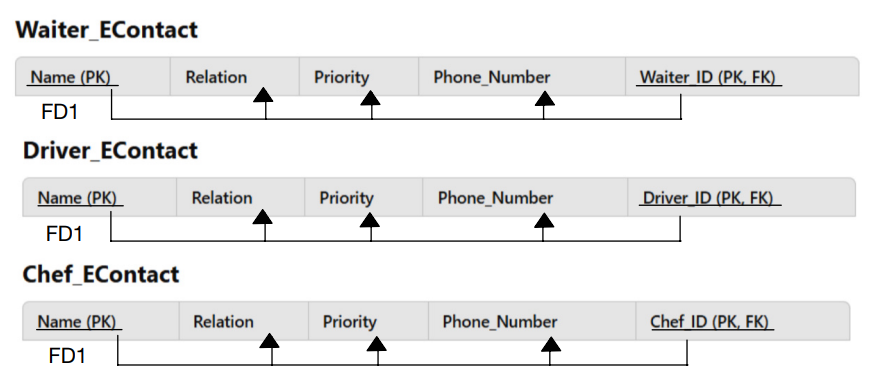 Waiter_EContact
Name (PK) Relation Priority Phone_Number Waiter_ID (PK, FK)
FD1
Driver_EContact
Name (PK) Relation Priority Phone_Number Driver_ID (PK, FK)
FD1
Chef_EContact
Name (PK) Relation Priority Phone_Number Chef_ID (PK, FK)
FD1